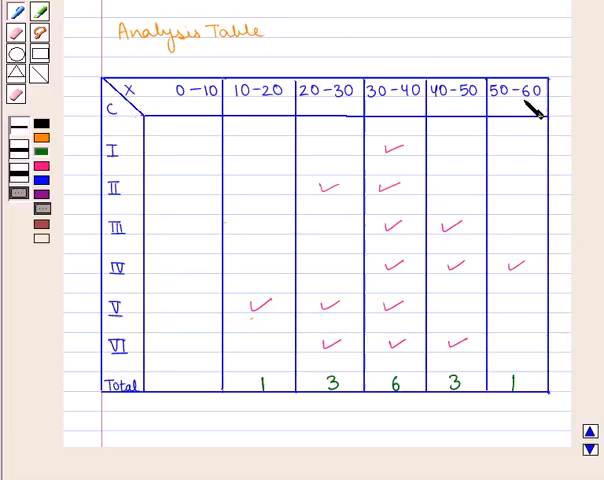 Analysis Table
X 0-10 10-20 20-30 30-40 40-50 50-60
C
I ✓
II ✓ ✓
III ✓ ✓
IV ✓ ✓ ✓
V ✓ ✓ ✓
VI ✓ ✓ ✓
Total 1 3 6 3 1